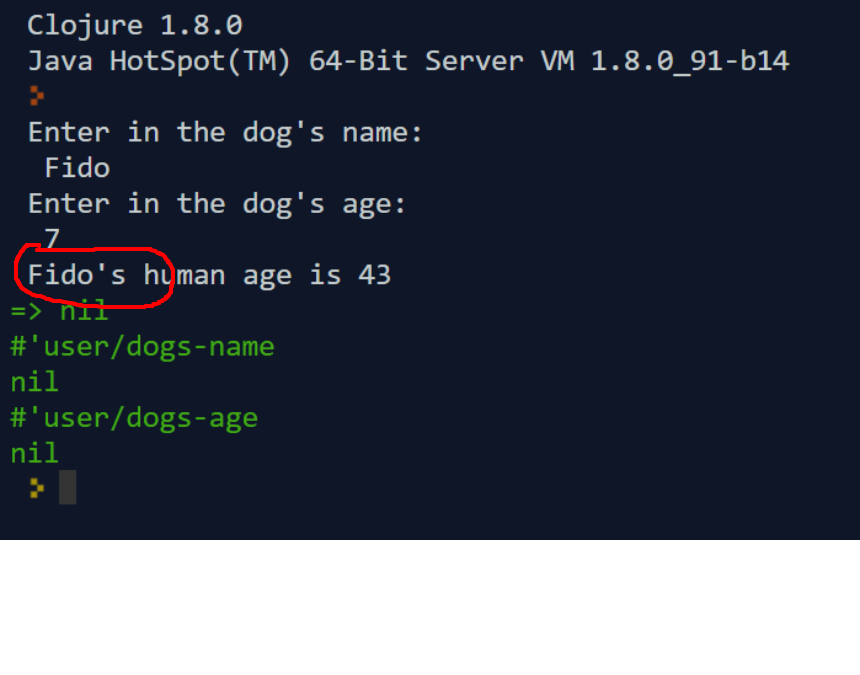 Clojure 1.8.0
Java HotSpot(TM) 64-Bit Server VM 1.8.0_91-b14
>
Enter in the dog's name:
Fido
Enter in the dog's age:
7
Fido's human age is 43
=> nil
#'user/dogs-name
nil
#'user/dogs-age
nil
>